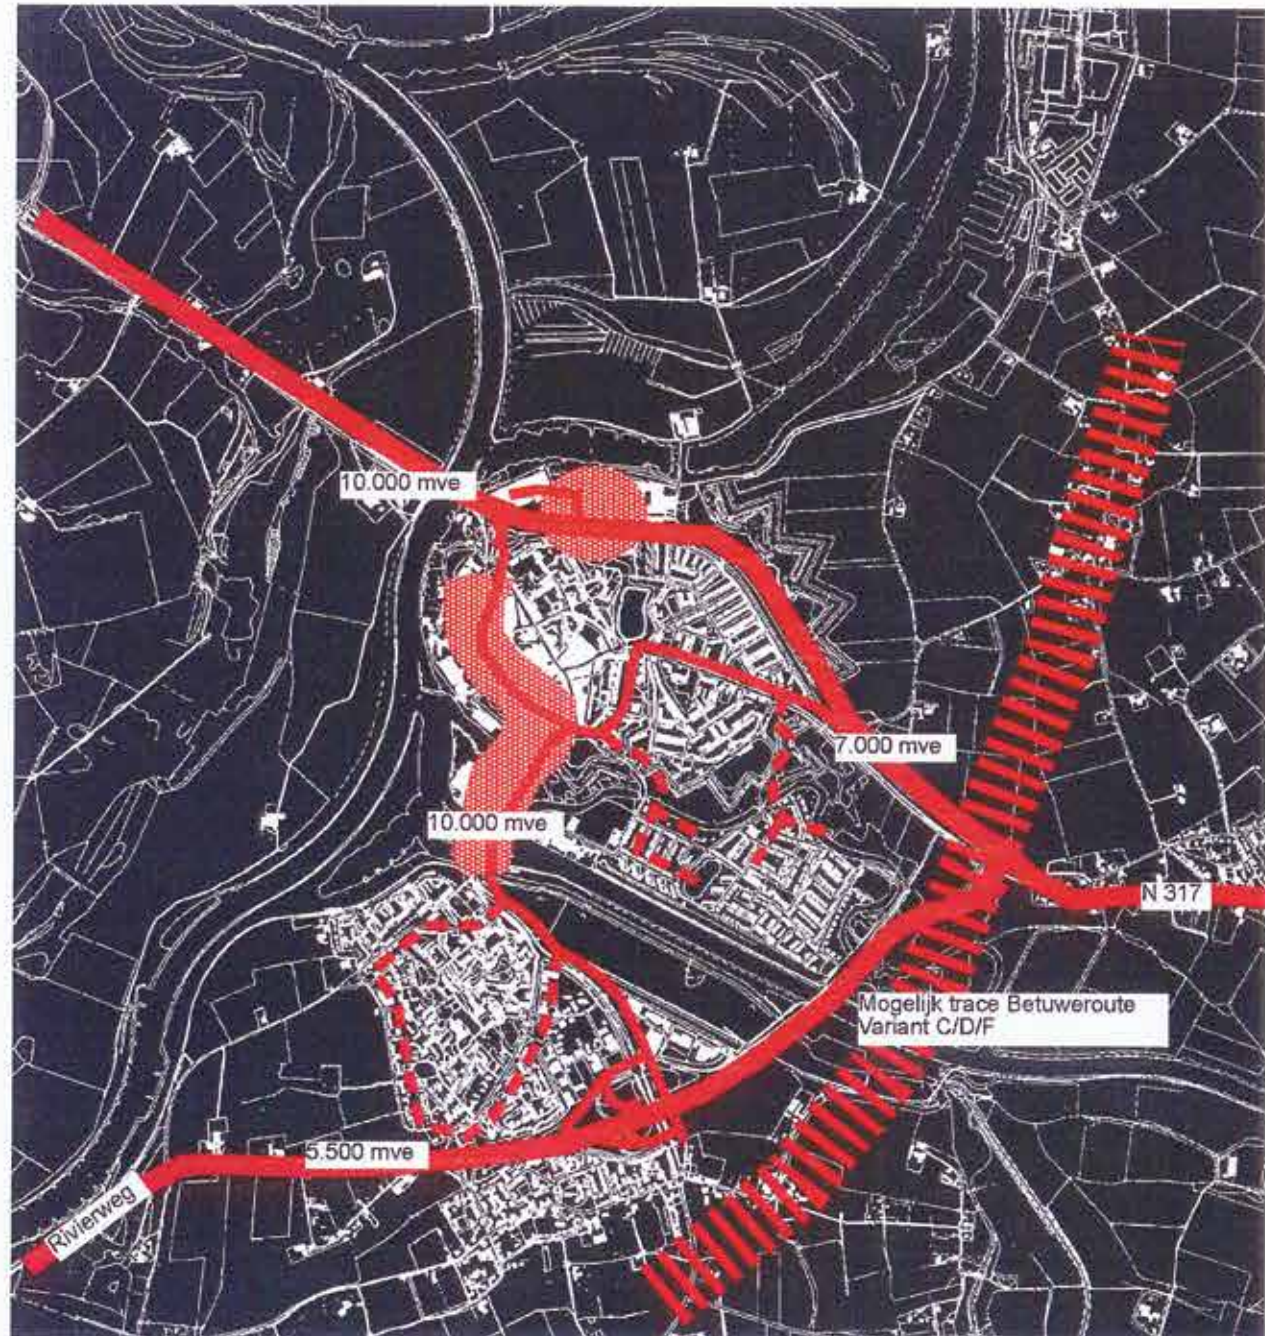 10.000 mve
7.000 mve
10.000 mve
N 317
Mogelijk trace Betuweroute
Variant C/D/F
5.500 mve
Rivierweg